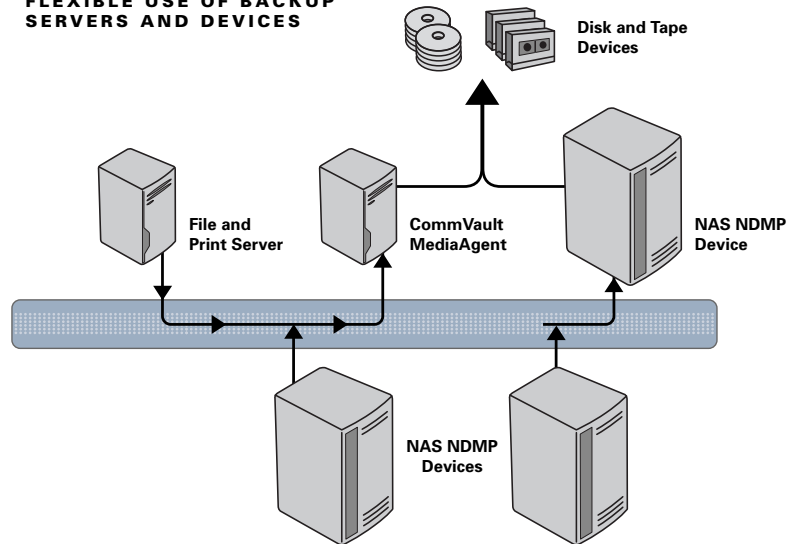 FLEXIBLE USE OF BACKUP
SERVERS AND DEVICES
Disk and Tape
Devices
File and
Print Server
CommVault
MediaAgent
NAS NDMP
Device
NAS NDMP
Devices